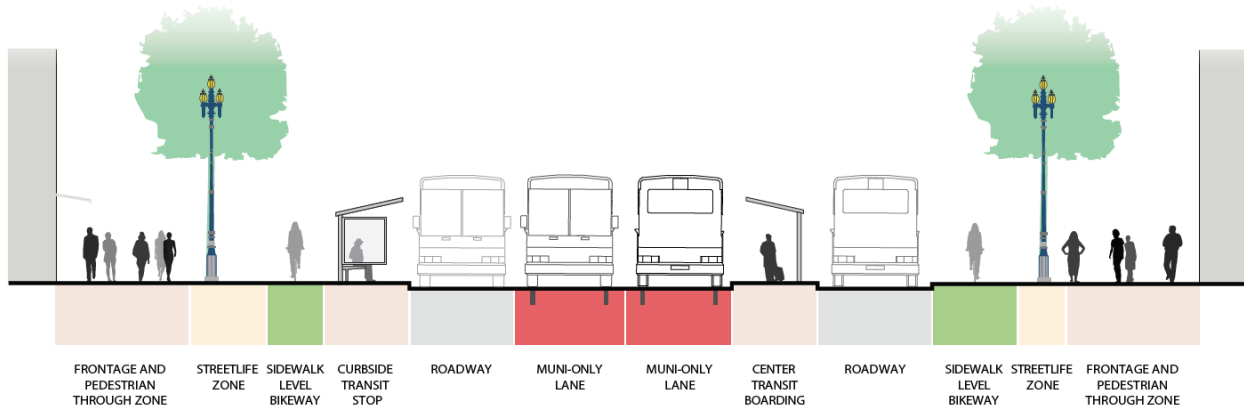 FRONTAGE AND
PEDESTRIAN
THROUGH ZONE
STREETLIFE
ZONE
SIDEWALK
LEVEL
BIKEWAY
CURBSIDE
TRANSIT
STOP
ROADWAY
MUNI-ONLY
LANE
MUNI-ONLY
LANE
CENTER
TRANSIT
BOARDING
ROADWAY
SIDEWALK
LEVEL
BIKEWAY
STREETLIFE
ZONE
FRONTAGE AND
PEDESTRIAN
THROUGH ZONE